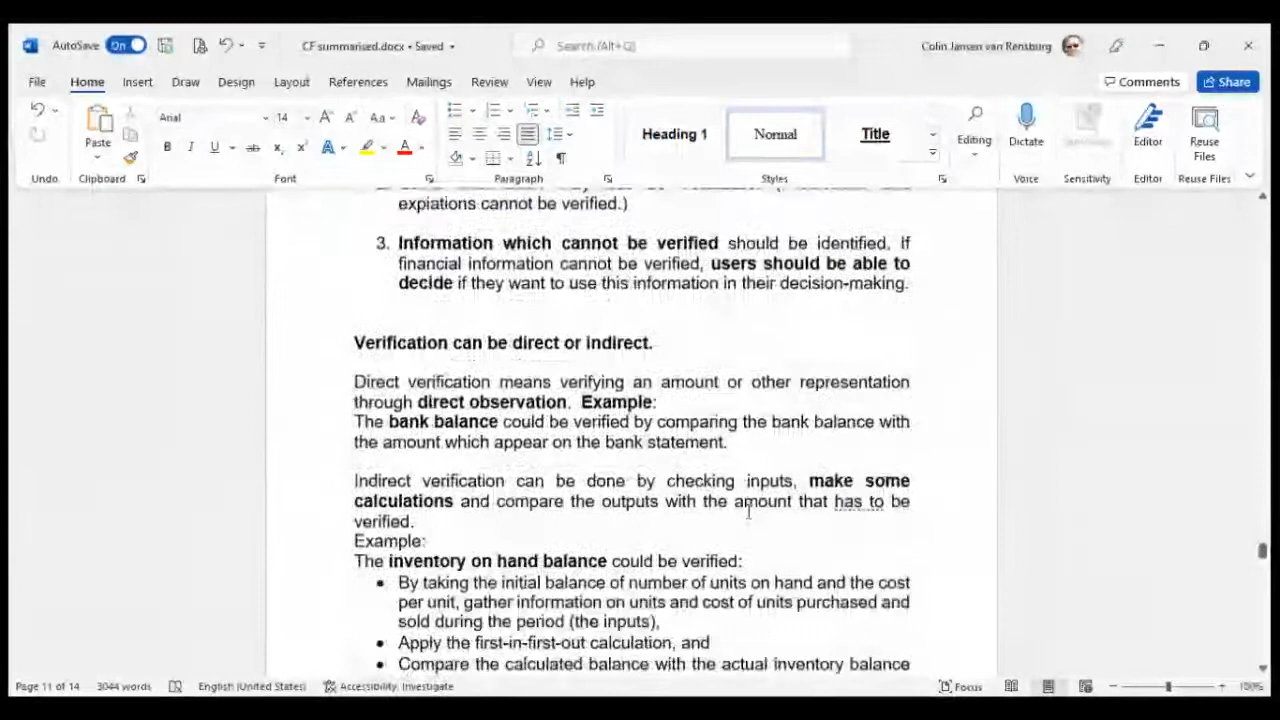 AutoSave On CF summarised.docx • Saved Search (Alt+Q) Colin Jansen van Rensburg
File Home Insert Draw Design Layout References Mailings Review View Help Comments Share
Arial 14 Aa
Paste Heading 1 Normal Title Editing Dictate Sensitivity Editor Reuse Files
Undo Clipboard Font Paragraph Styles Voice Sensitivity Editor Reuse Files
expiations cannot be verified.)
3. Information which cannot be verified should be identified. If
financial information cannot be verified, users should be able to
decide if they want to use this information in their decision-making.
Verification can be direct or indirect.
Direct verification means verifying an amount or other representation
through direct observation. Example:
The bank balance could be verified by comparing the bank balance with
the amount which appear on the bank statement.
Indirect verification can be done by checking inputs, make some
calculations and compare the outputs with the amount that has to be
verified.
Example:
The inventory on hand balance could be verified:
• By taking the initial balance of number of units on hand and the cost
per unit, gather information on units and cost of units purchased and
sold during the period (the inputs),
• Apply the first-in-first-out calculation, and
• Compare the calculated balance with the actual inventory balance
Page 11 of 14 3044 words English (United States) Accessibility: Investigate Focus 100%